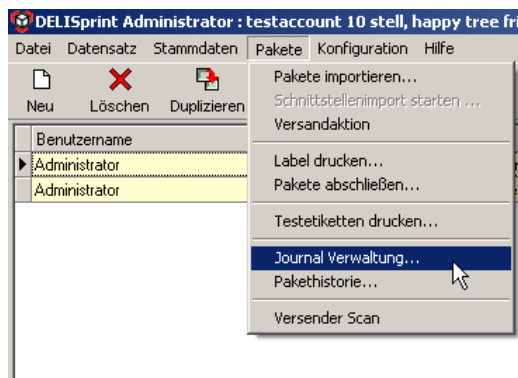 DELISprint Administrator : testaccount 10 stell, happy tree fri
Datei Datensatz Stammdaten Pakete Konfiguration Hilfe
Neu Löschen Duplizieren
Pakete importieren...
Schnittstellenimport starten ...
Versandaktion
Label drucken...
Pakete abschließen...
Testetiketten drucken...
Journal Verwaltung...
Pakethistorie...
Versender Scan
Benutzername
Administrator
Administrator